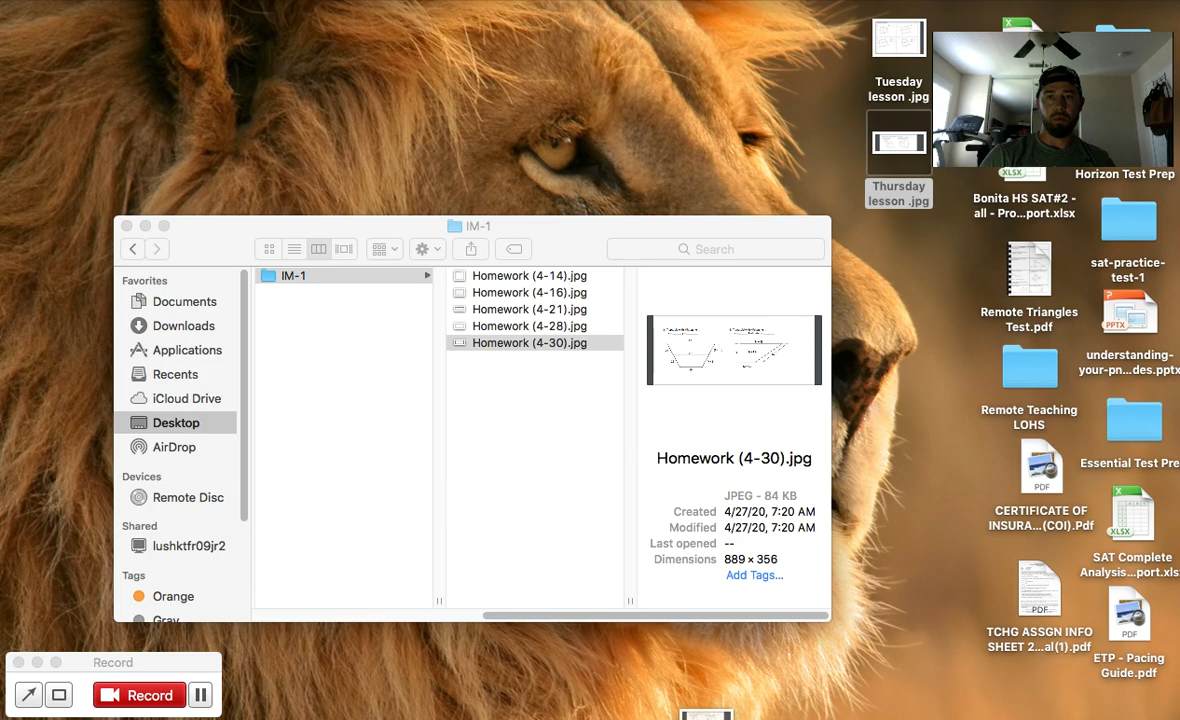 Tuesday
lesson .jpg
Thursday
lesson .jpg
XLSX
Bonita HS SAT#2 -
all - Pro...port.xlsx
Horizon Test Prep
sat-practice-
test-1
Remote Triangles
Test.pdf
PPTX
understanding-
your-pn...des.pptx
Remote Teaching
LOHS
Essential Test Pre
PDF
CERTIFICATE OF
INSURA...(COI).Pdf
XLSX
SAT Complete
Analysis...port.xls
PDF
TCHG ASSGN INFO
SHEET 2...al(1).pdf
PDF
ETP - Pacing
Guide.pdf
IM-1
Search
Favorites
Documents
Downloads
Applications
Recents
iCloud Drive
Desktop
AirDrop
Devices
Remote Disc
Shared
lushktfr09jr2
Tags
Orange
Gray
IM-1
Homework (4-14).jpg
Homework (4-16).jpg
Homework (4-21).jpg
Homework (4-28).jpg
Homework (4-30).jpg
Homework (4-30).jpg
JPEG - 84 KB
Created 4/27/20, 7:20 AM
Modified 4/27/20, 7:20 AM
Last opened --
Dimensions 889 × 356
Add Tags...
Record
Record